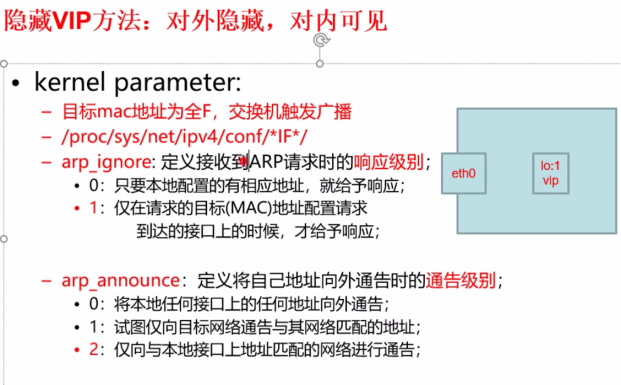 隐藏VIP方法：对外隐藏，对内可见
• kernel parameter:
– 目标mac地址为全F，交换机触发广播
– /proc/sys/net/ipv4/conf/*IF*/
– arp_ignore: 定义接收到ARP请求时的响应级别；
• 0：只要本地配置的有相应地址，就给予响应；
• 1：仅在请求的目标(MAC)地址配置请求
到达的接口上的时候，才给予响应；
– arp_announce：定义将自己地址向外通告时的通告级别；
• 0：将本地任何接口上的任何地址向外通告；
• 1：试图仅向目标网络通告与其网络匹配的地址；
• 2：仅向与本地接口上地址匹配的网络进行通告；
eth0
lo:1
vip